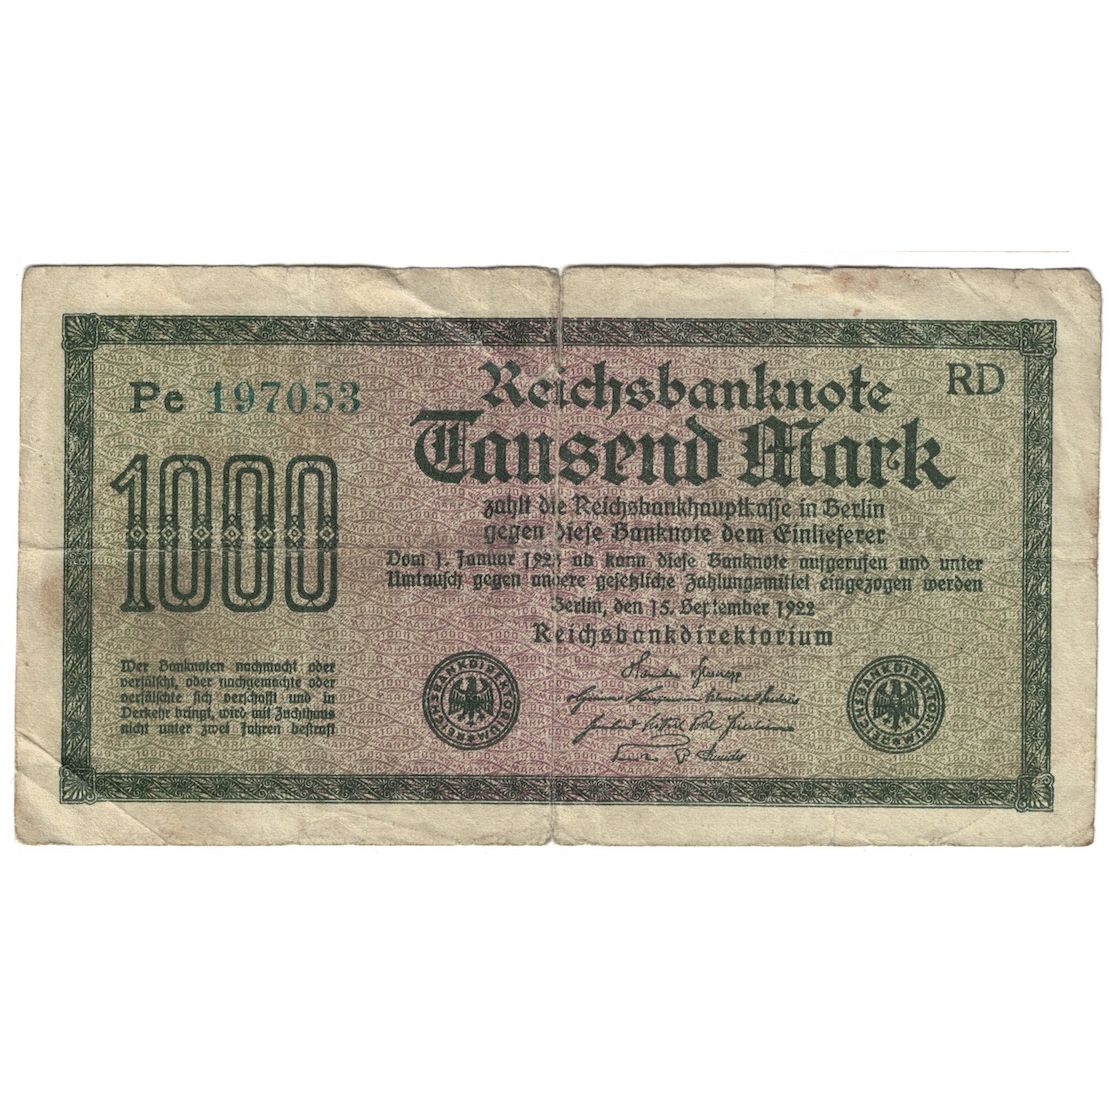 Pe 197053
RD
Reichsbanknote
Tausend Mark
1000
zahlt die Reichsbankhauptkasse in Berlin
gegen diese Banknote dem Einlieferer
Vom 1. Januar 1923 ab kann diese Banknote aufgerufen und unter
Umtausch gegen andere gesetzliche Zahlungsmittel eingezogen werden
Berlin, den 15. September 1922
Reichsbankdirektorium
Wer Banknoten nachmacht oder
verfälscht, oder nachgemachte oder
verfälschte sich verschafft und in
Verkehr bringt, wird mit Zuchthaus
nicht unter zwei Jahren bestraft
REICHSBANKDIREKTORIUM
REICHSBANKDIREKTORIUM